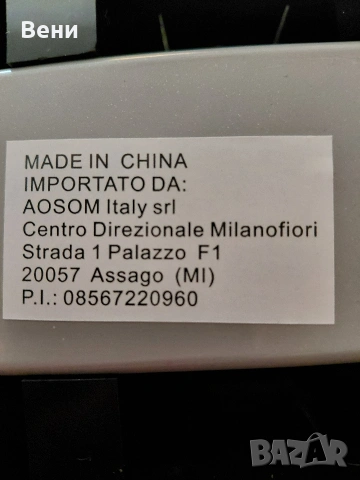 Вени
MADE IN CHINA
IMPORTATO DA:
AOSOM Italy srl
Centro Direzionale Milanofiori
Strada 1 Palazzo F1
20057 Assago (MI)
P.I.: 08567220960
BAZAR